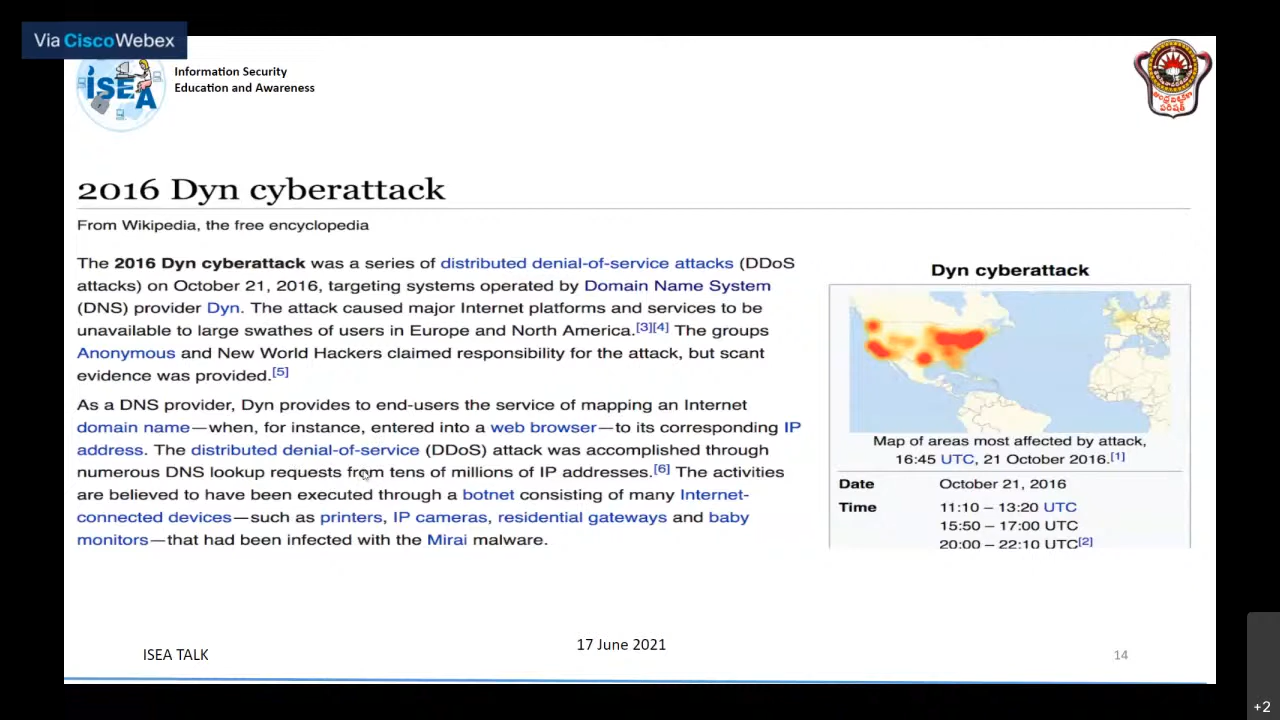 Via CiscoWebex
ISEA
Information Security
Education and Awareness
2016 Dyn cyberattack
From Wikipedia, the free encyclopedia
The 2016 Dyn cyberattack was a series of distributed denial-of-service attacks (DDoS
attacks) on October 21, 2016, targeting systems operated by Domain Name System
(DNS) provider Dyn. The attack caused major Internet platforms and services to be
unavailable to large swathes of users in Europe and North America.[3][4] The groups
Anonymous and New World Hackers claimed responsibility for the attack, but scant
evidence was provided.[5]
As a DNS provider, Dyn provides to end-users the service of mapping an Internet
domain name—when, for instance, entered into a web browser—to its corresponding IP
address. The distributed denial-of-service (DDoS) attack was accomplished through
numerous DNS lookup requests from tens of millions of IP addresses.[6] The activities
are believed to have been executed through a botnet consisting of many Internet-
connected devices—such as printers, IP cameras, residential gateways and baby
monitors—that had been infected with the Mirai malware.
Dyn cyberattack
Map of areas most affected by attack,
16:45 UTC, 21 October 2016.[1]
Date October 21, 2016
Time 11:10 – 13:20 UTC
15:50 – 17:00 UTC
20:00 – 22:10 UTC[2]
ISEA TALK
17 June 2021
14
+2